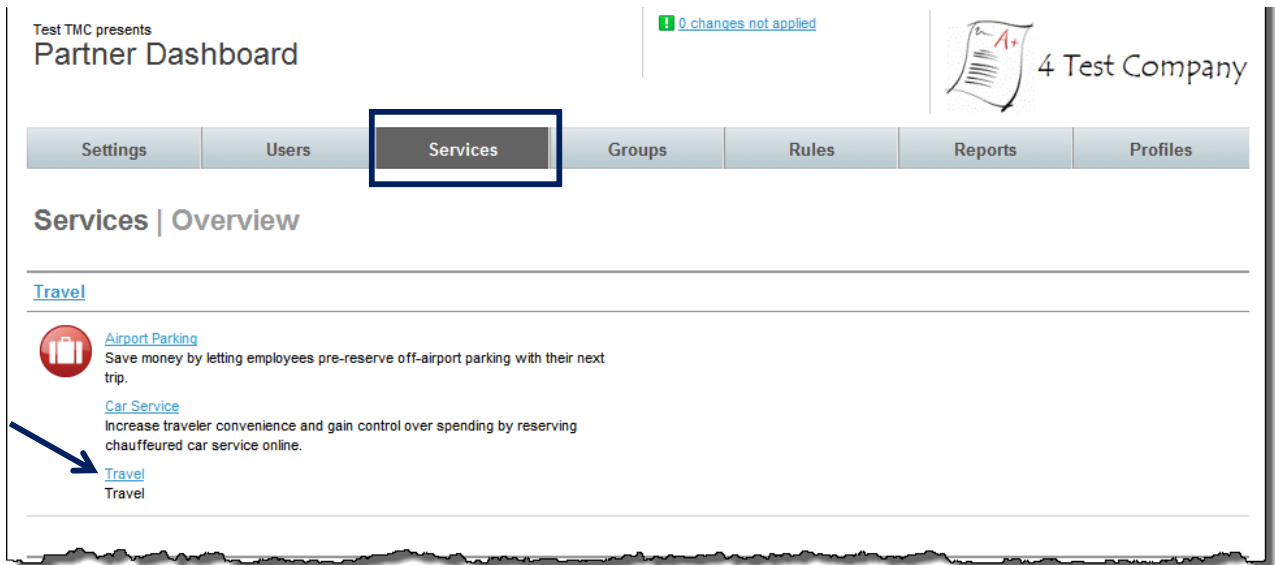 Test TMC presents
Partner Dashboard
! 0 changes not applied
A+
4 Test Company
Settings Users Services Groups Rules Reports Profiles
Services | Overview
Travel
Airport Parking
Save money by letting employees pre-reserve off-airport parking with their next
trip.
Car Service
Increase traveler convenience and gain control over spending by reserving
chauffeured car service online.
Travel
Travel